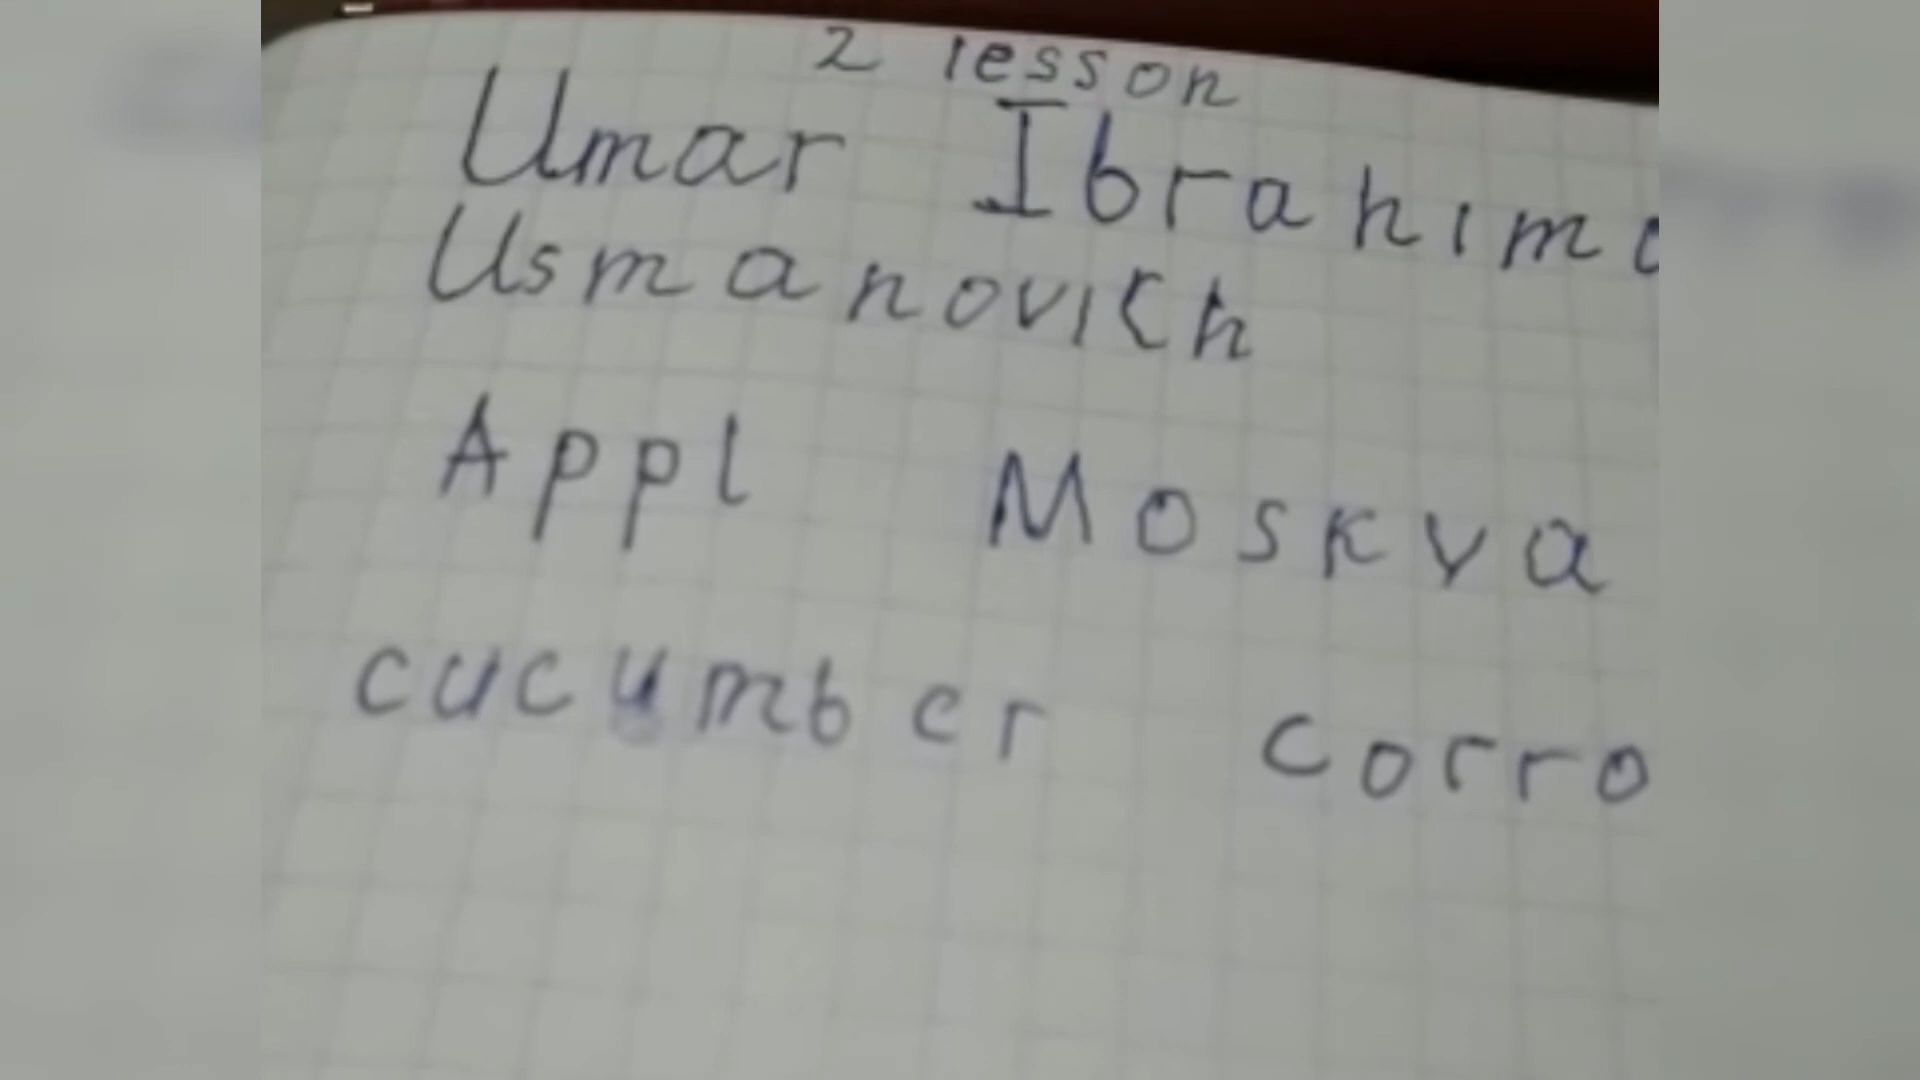 2 lesson
Umar Ibrahim
Usmanovich
Appl Moskva
cucumber corro